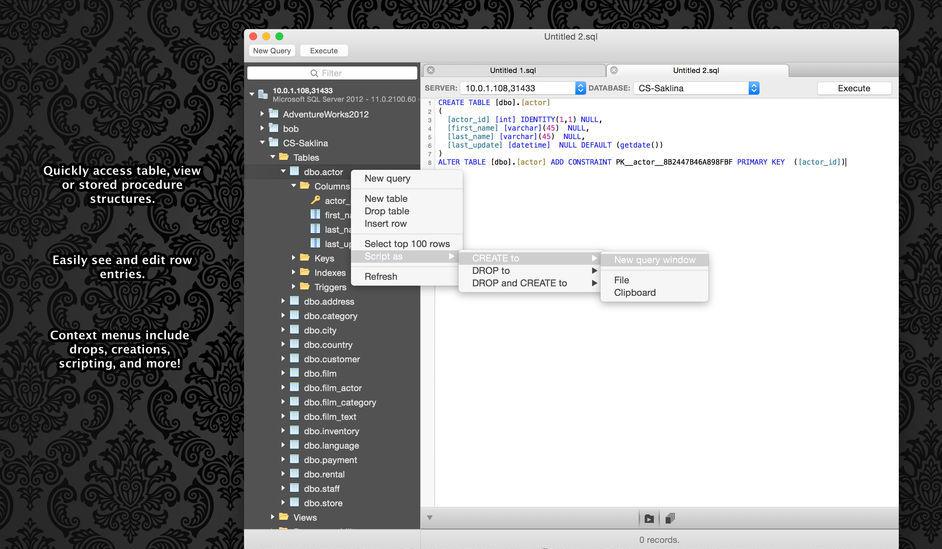 Untitled 2.sql
New Query
Execute
Filter
Untitled 1.sql
Untitled 2.sql
SERVER: 10.0.1.108,31433 DATABASE: CS-Saklina Execute
10.0.1.108,31433
Microsoft SQL Server 2012 - 11.0.2100.60
AdventureWorks2012
bob
CS-Saklina
Tables
dbo.actor
Columns
actor_
first_na
last_na
last_up
Keys
Indexes
Triggers
dbo.address
dbo.category
dbo.city
dbo.country
dbo.customer
dbo.film
dbo.film_actor
dbo.film_category
dbo.film_text
dbo.inventory
dbo.language
dbo.payment
dbo.rental
dbo.staff
dbo.store
Views
1 CREATE TABLE [dbo].[actor]
2 (
3 [actor_id] [int] IDENTITY(1,1) NULL,
4 [first_name] [varchar](45) NULL,
5 [last_name] [varchar](45) NULL,
6 [last_update] [datetime] NULL DEFAULT (getdate())
7 )
8 ALTER TABLE [dbo].[actor] ADD CONSTRAINT PK__actor__8B2447B46A898FBF PRIMARY KEY ([actor_id])
New query
New table
Drop table
Insert row
Select top 100 rows
Script as
Refresh
CREATE to
DROP to
DROP and CREATE to
New query window
File
Clipboard
0 records.
Quickly access table, view
or stored procedure
structures.
Easily see and edit row
entries.
Context menus include
drops, creations,
scripting, and more!